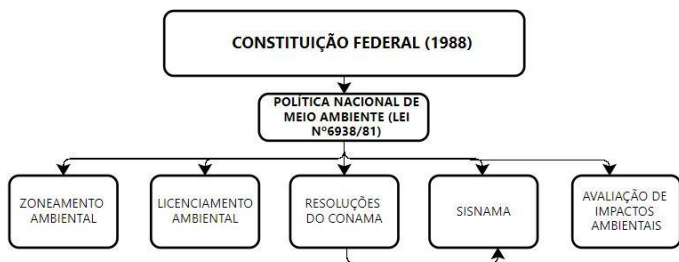 CONSTITUIÇÃO FEDERAL (1988)
POLÍTICA NACIONAL DE
MEIO AMBIENTE (LEI
Nº6938/81)
ZONEAMENTO
AMBIENTAL
LICENCIAMENTO
AMBIENTAL
RESOLUÇÕES
DO CONAMA
SISNAMA
AVALIAÇÃO DE
IMPACTOS
AMBIENTAIS